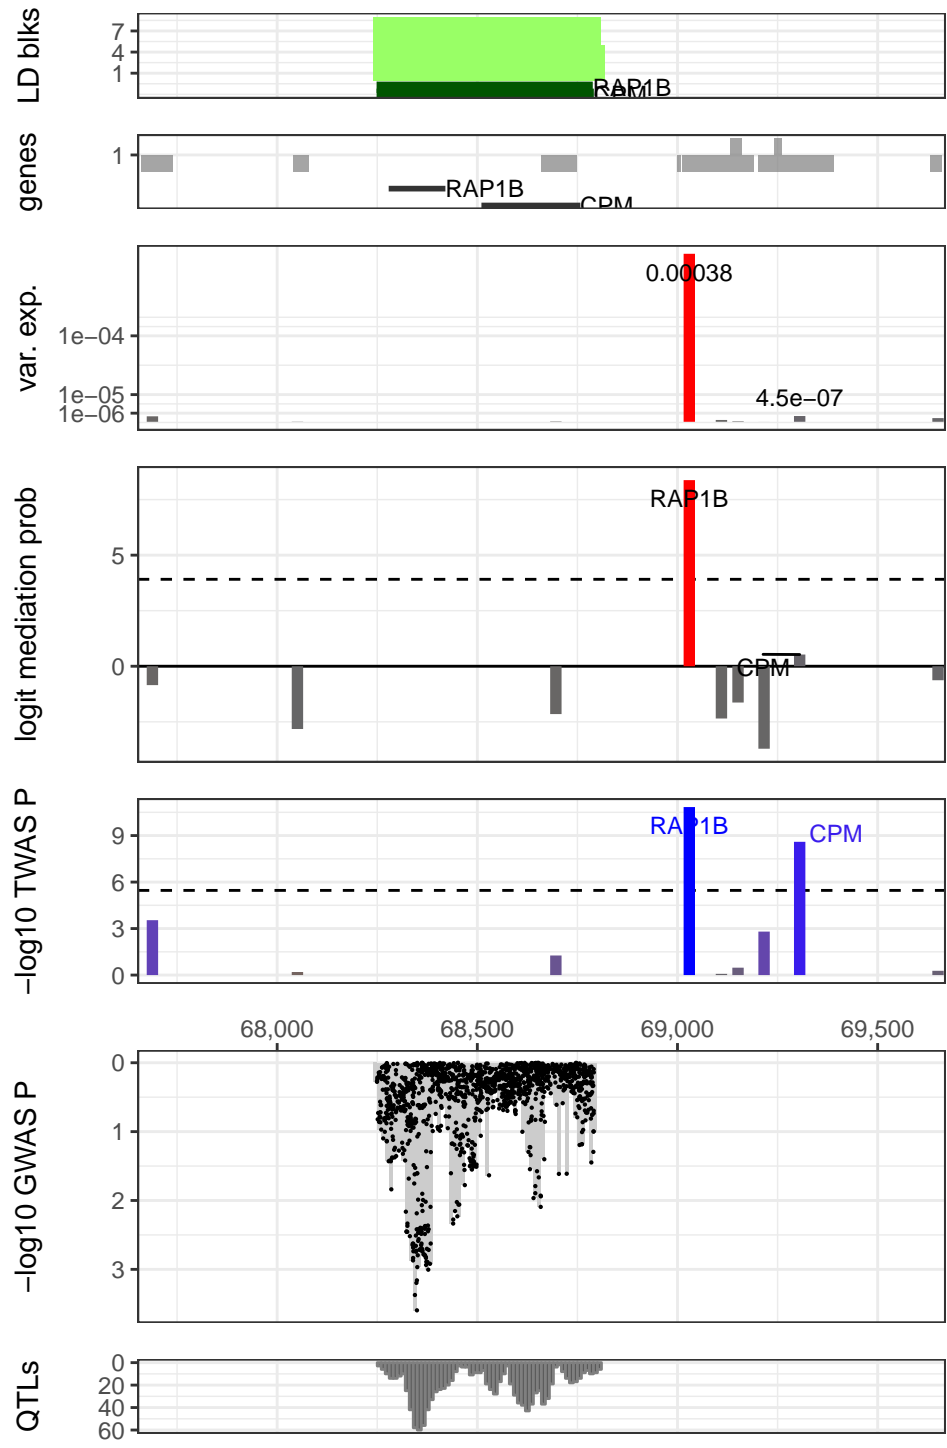 LD blks
7
4
1
RAP1B
CPM
genes
1
RAP1B
CPM
var. exp.
0.00038
1e−04
1e−05
1e−06
4.5e−07
logit mediation prob
RAP1B
5
0
CPM
−log10 TWAS P
RAP1B
CPM
9
6
3
0
68,000 68,500 69,000 69,500
−log10 GWAS P
0
1
2
3
QTLs
0
20
40
60